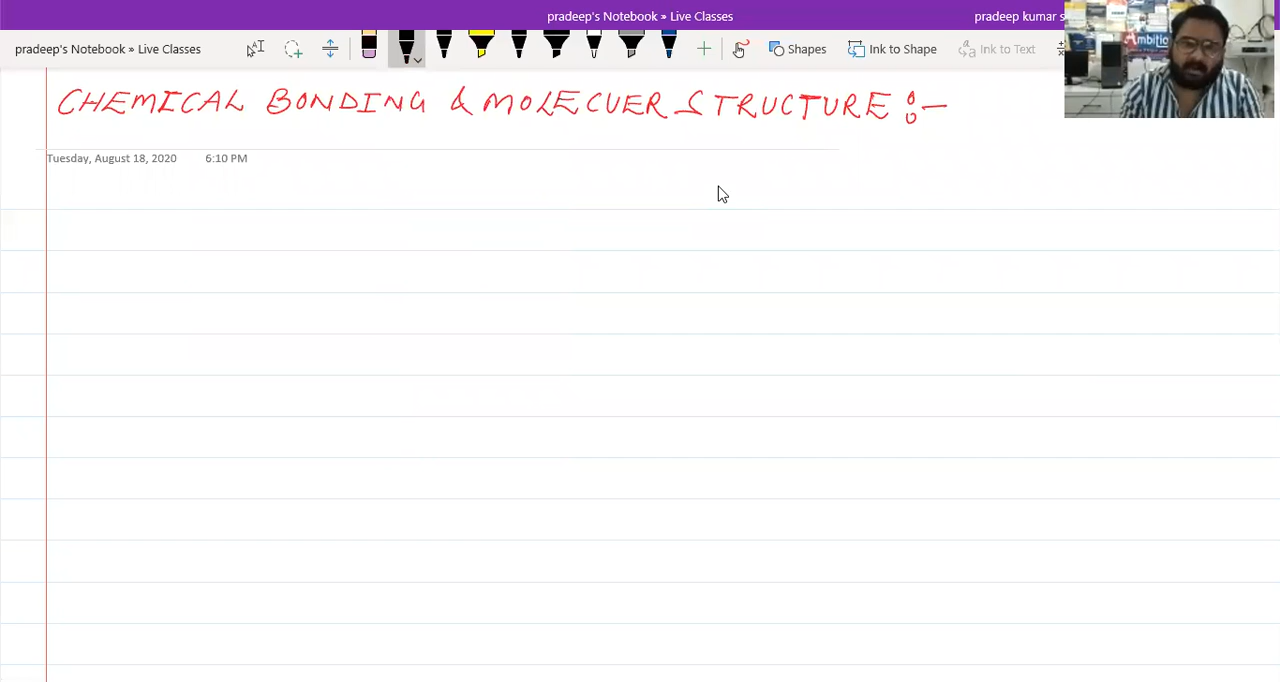 pradeep's Notebook » Live Classes
pradeep kumar s
pradeep's Notebook » Live Classes
Shapes
Ink to Shape
Ink to Text
Ambitio
CHEMICAL BONDING & MOLECUER STRUCTURE :-
Tuesday, August 18, 2020 6:10 PM